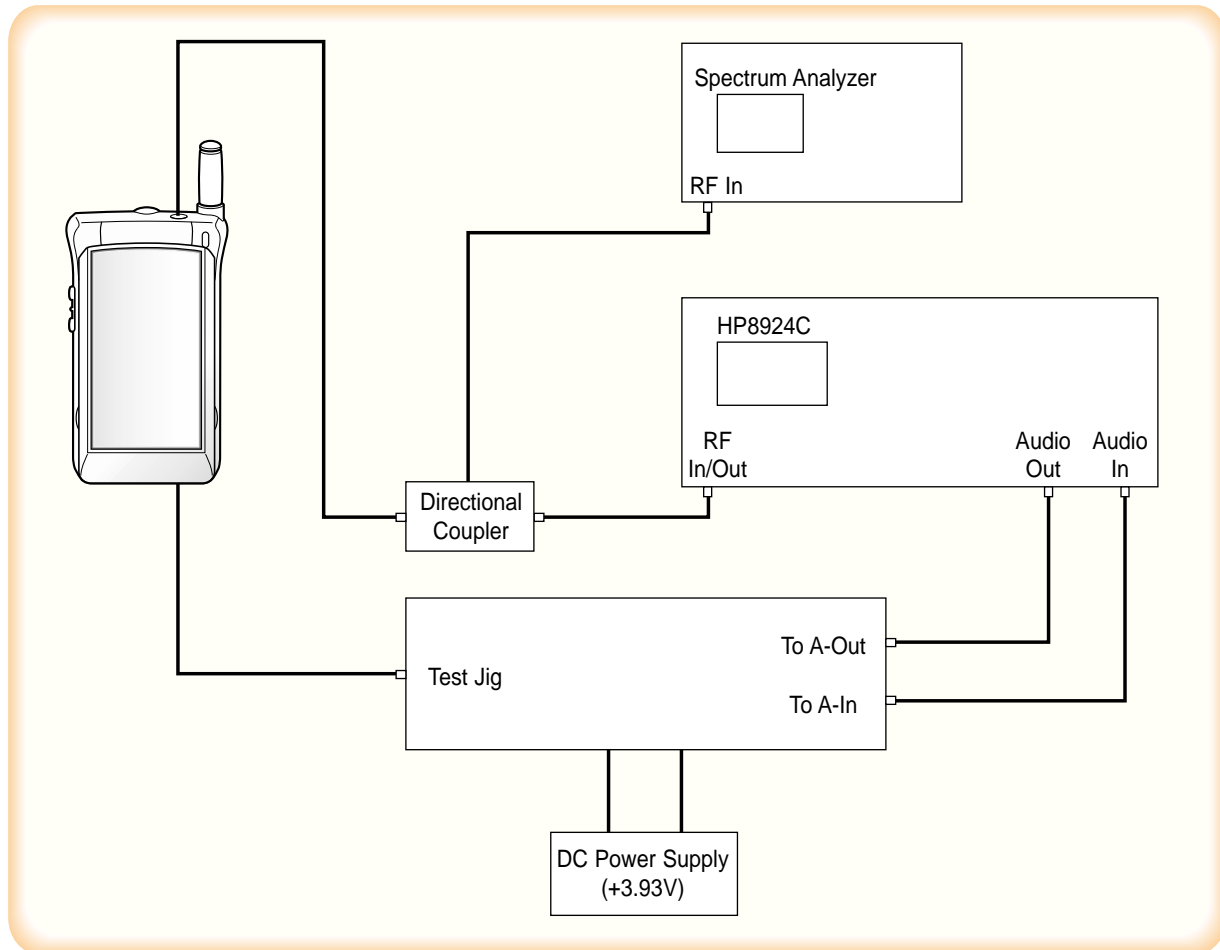 Spectrum Analyzer
RF In
HP8924C
RF
In/Out
Audio
Out
Audio
In
Directional
Coupler
To A-Out
Test Jig
To A-In
DC Power Supply
(+3.93V)